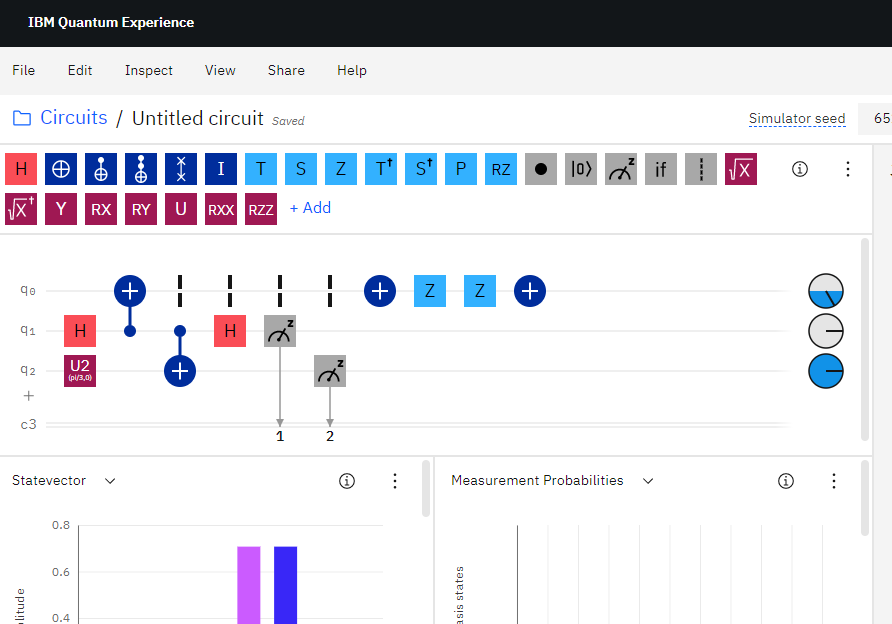 IBM Quantum Experience
File Edit Inspect View Share Help
Circuits / Untitled circuit Saved Simulator seed 65
H I T S Z T† S† P RZ |0⟩ z if √X
√X† Y RX RY U RXX RZZ + Add
q0 Z Z
q1 H H z
q2 U2 z
(pi/3,0)
+
c3
1 2
Statevector Measurement Probabilities
0.8
0.6
0.4
litude
asis states